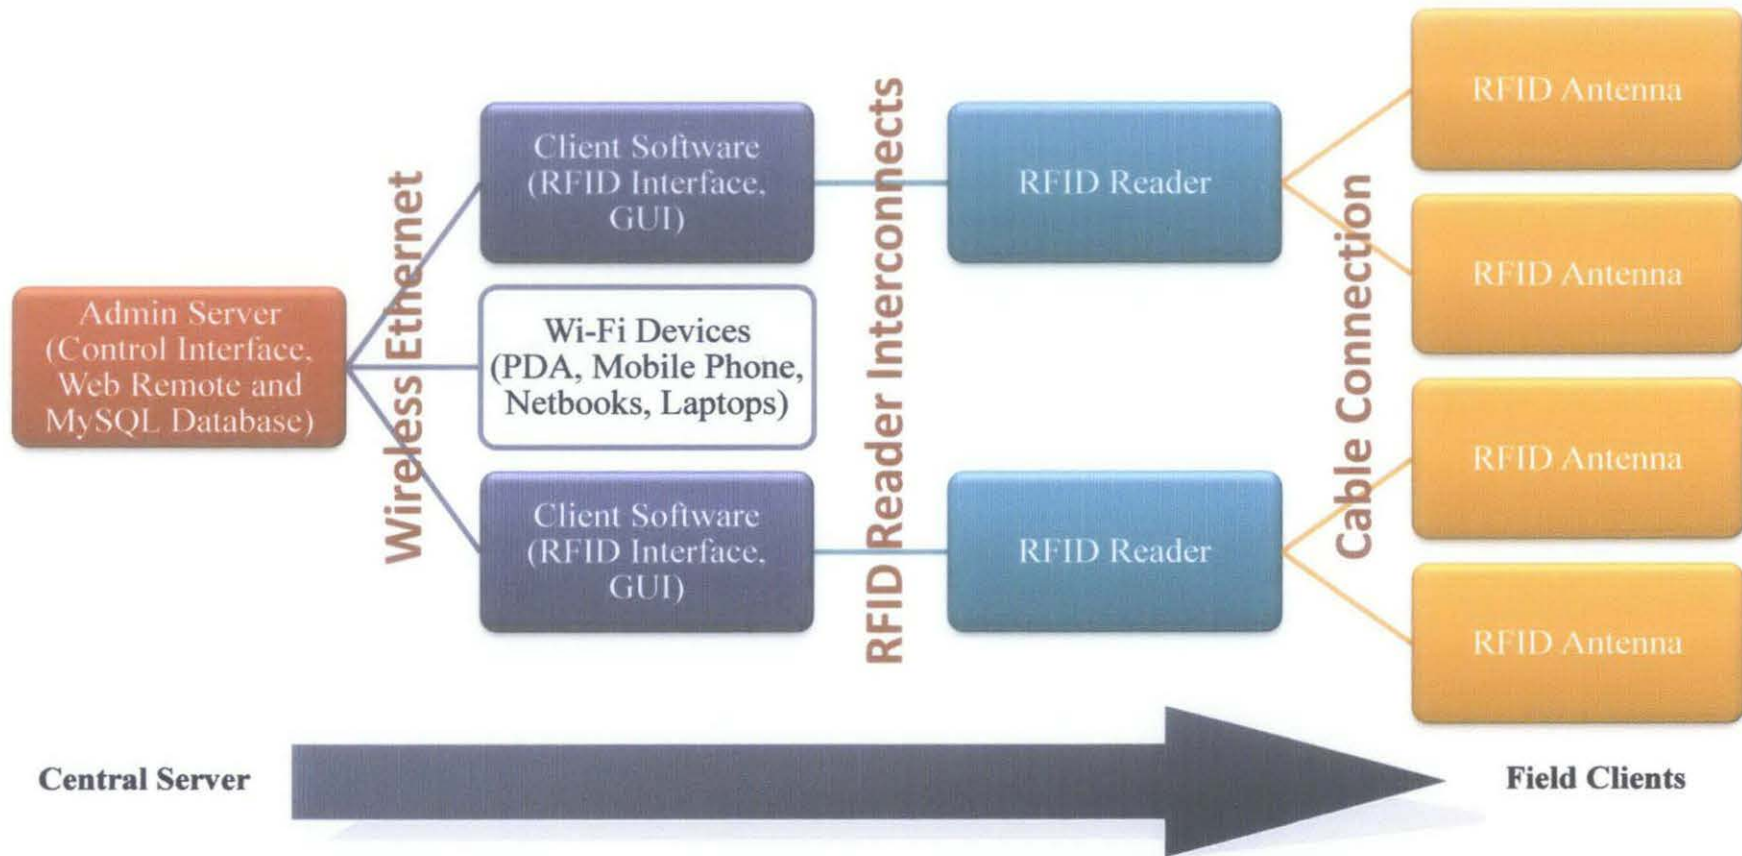 Admin Server
(Control Interface,
Web Remote and
MySQL Database)
Wireless Ethernet
Client Software
(RFID Interface,
GUI)
Wi-Fi Devices
(PDA, Mobile Phone,
Netbooks, Laptops)
Client Software
(RFID Interface,
GUI)
RFID Reader Interconnects
RFID Reader
RFID Reader
Cable Connection
RFID Antenna
RFID Antenna
RFID Antenna
RFID Antenna
Central Server
Field Clients